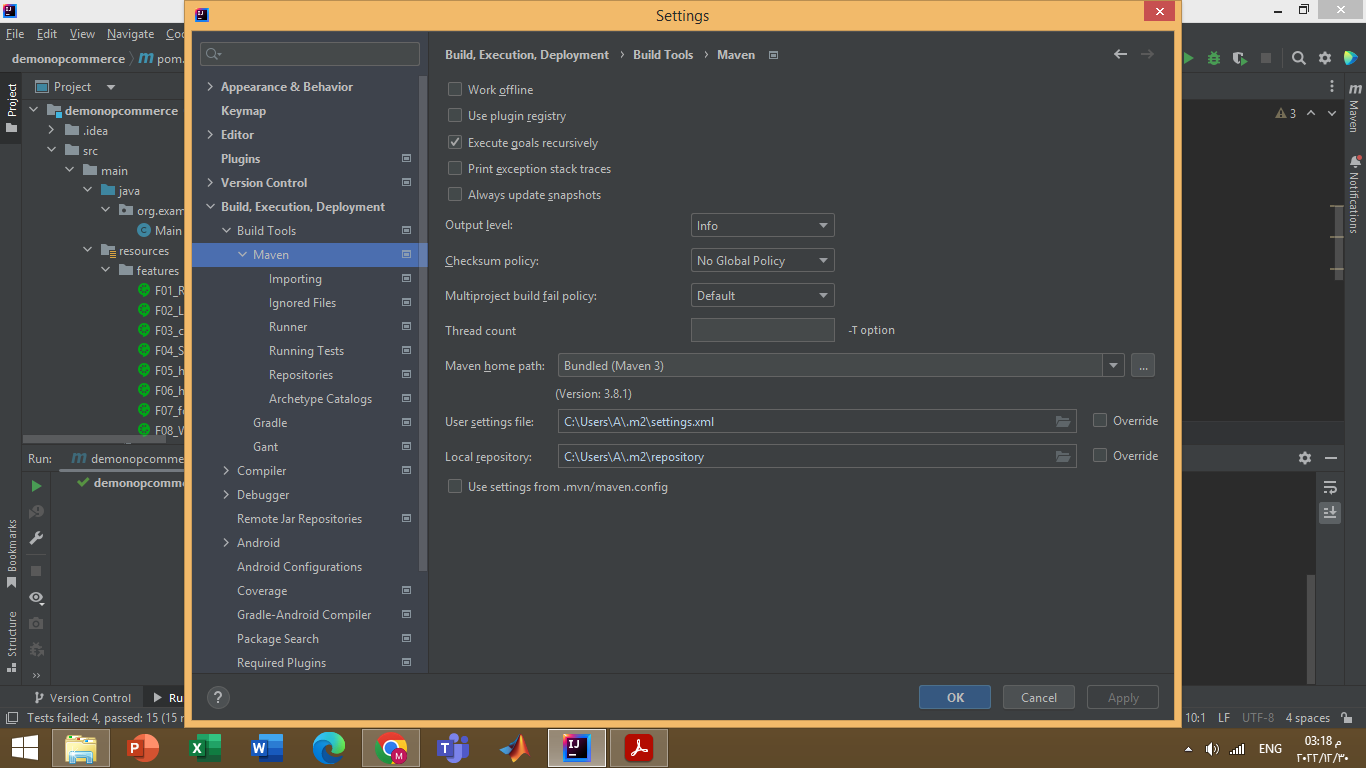 Settings
File Edit View Navigate Coc
demonopcommerce pom.
Project
demonopcommerce
.idea
src
main
java
org.exam
Main
resources
features
F01_R
F02_L
F03_c
F04_S
F05_h
F06_h
F07_f
F08_W
Project
Bookmarks
Structure
Run: demonopcomme
demonopcomme
Version Control Ru
Tests failed: 4, passed: 15 (15 m
Appearance & Behavior
Keymap
Editor
Plugins
Version Control
Build, Execution, Deployment
Build Tools
Maven
Importing
Ignored Files
Runner
Running Tests
Repositories
Archetype Catalogs
Gradle
Gant
Compiler
Debugger
Remote Jar Repositories
Android
Android Configurations
Coverage
Gradle-Android Compiler
Package Search
Required Plugins
Build, Execution, Deployment › Build Tools › Maven
Work offline
Use plugin registry
Execute goals recursively
Print exception stack traces
Always update snapshots
Output level: Info
Checksum policy: No Global Policy
Multiproject build fail policy: Default
Thread count -T option
Maven home path: Bundled (Maven 3) ...
(Version: 3.8.1)
User settings file: C:\Users\A\.m2\settings.xml Override
Local repository: C:\Users\A\.m2\repository Override
Use settings from .mvn/maven.config
? OK Cancel Apply
3
m
Maven
Notifications
10:1 LF UTF-8 4 spaces
ENG
03:18 م
٢٠٢٢/١٢/٣٠